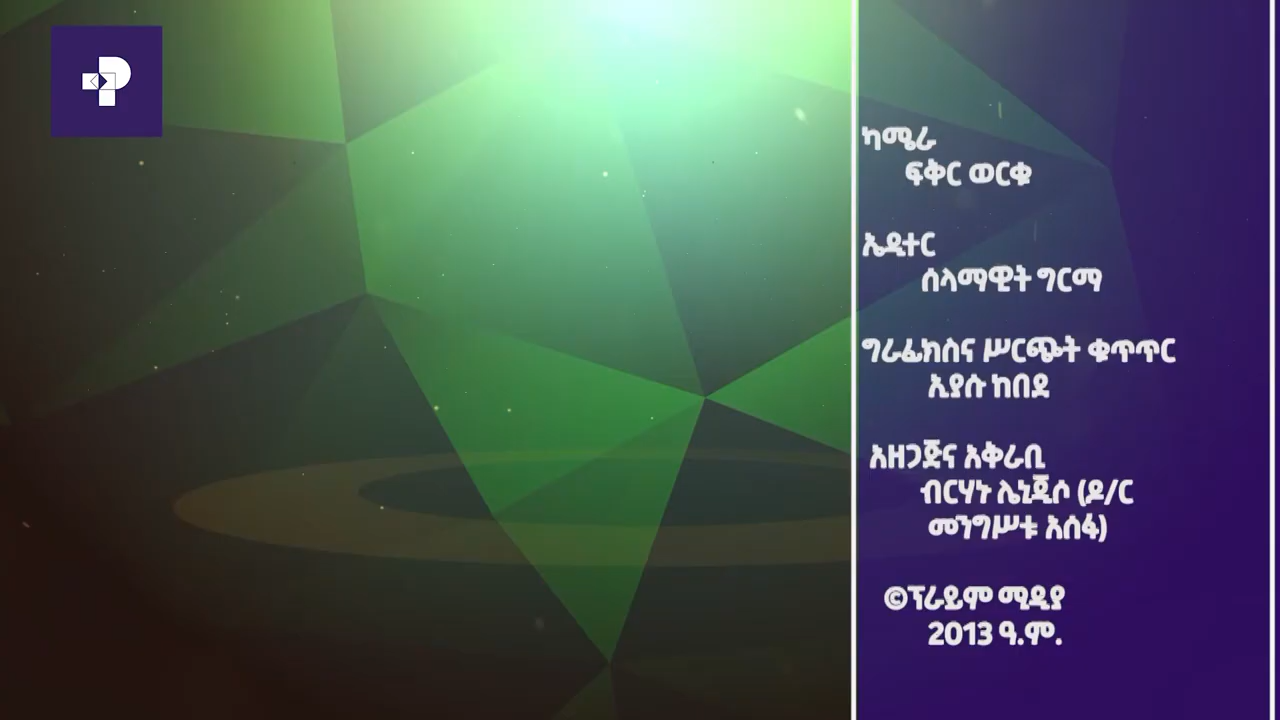 ካሜራ
ፍቅር ወርቁ
ኤዲተር
ሰላማዊት ግርማ
ግራፊክስና ሥርጭት ቁጥጥር
ኢያሱ ከበደ
አዘጋጅና አቅራቢ
ብርሃኑ ሌኒጂሶ (ዶ/ር
መንግሥቱ አሰፋ)
©ፕራይም ሚዲያ
2013 ዓ.ም.